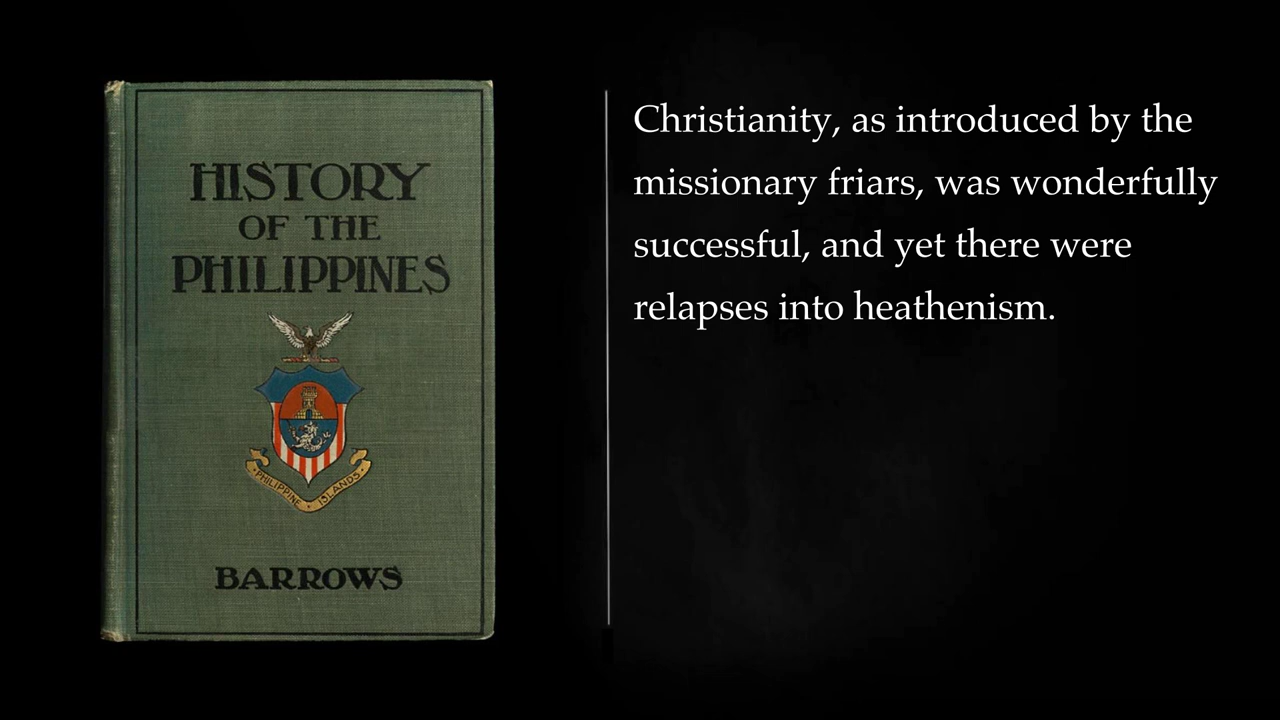 HISTORY
OF THE
PHILIPPINES
PHILIPPINE ISLANDS
BARROWS
Christianity, as introduced by the
missionary friars, was wonderfully
successful, and yet there were
relapses into heathenism.